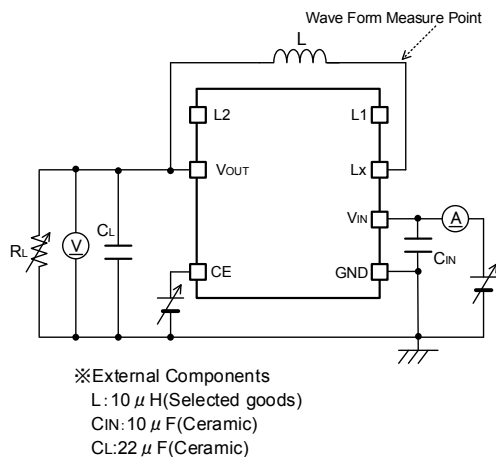 Wave Form Measure Point
L
L2
L1
VOUT
Lx
VIN
A
V
CL
RL
CIN
CE
GND
※External Components
L:10μH(Selected goods)
CIN:10μF(Ceramic)
CL:22μF(Ceramic)